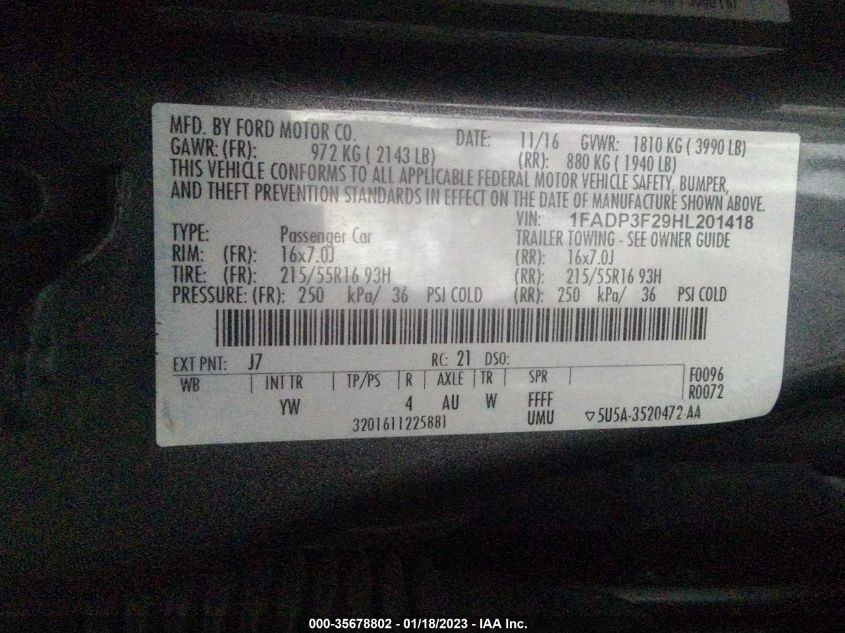 MFD. BY FORD MOTOR CO. DATE: 11/16 GVWR: 1810 KG ( 3990 LB)
GAWR: (FR): 972 KG ( 2143 LB) (RR): 880 KG ( 1940 LB)
THIS VEHICLE CONFORMS TO ALL APPLICABLE FEDERAL MOTOR VEHICLE SAFETY, BUMPER,
AND THEFT PREVENTION STANDARDS IN EFFECT ON THE DATE OF MANUFACTURE SHOWN ABOVE.
VIN: 1FADP3F29HL201418
TYPE: Passenger Car TRAILER TOWING - SEE OWNER GUIDE
RIM: (FR): 16x7.0J (RR): 16x7.0J
TIRE: (FR): 215/55R16 93H (RR): 215/55R16 93H
PRESSURE: (FR): 250 kPa/ 36 PSI COLD (RR): 250 kPa/ 36 PSI COLD
EXT PNT: J7 RC: 21 DSO:
WB INT TR TP/PS R AXLE TR SPR F0096
YW 4 AU W FFFF R0072
3201611225881 UMU ▽5U5A-3520472 AA
000-35678802 - 01/18/2023 - IAA Inc.